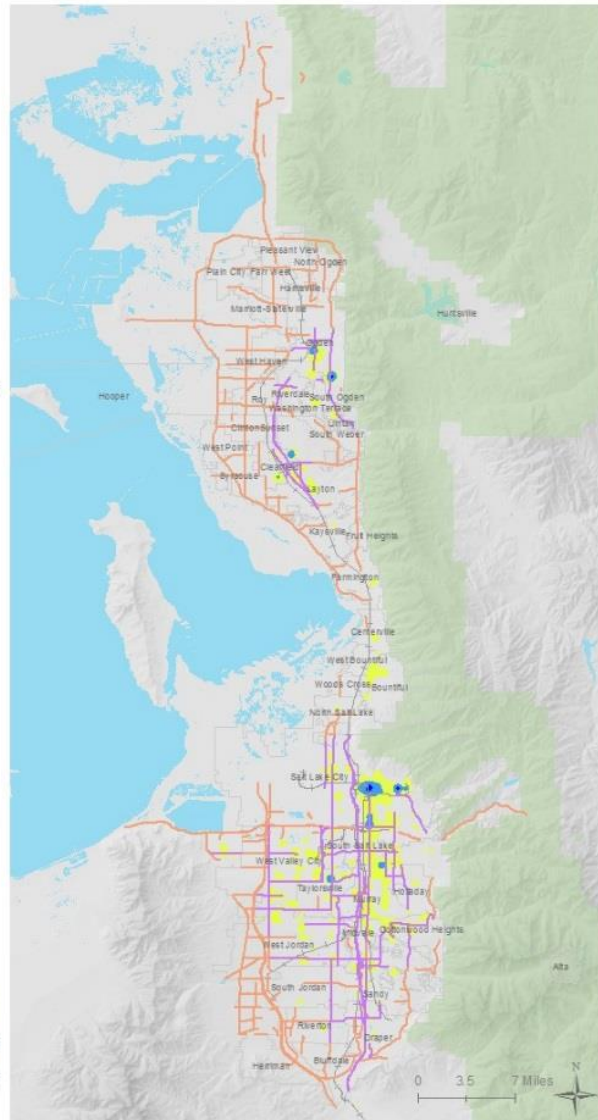 Pleasant View
North Ogden
Plain City Farr West
Harrisville
Marriott-Slaterville
Huntsville
Ogden
West Haven
Hooper
Riverdale
South Ogden
Roy
Washington Terrace
Uintah
Clinton Sunset
South Weber
West Point
Clearfield
Syracuse
Layton
Kaysville
Fruit Heights
Farmington
Centerville
West Bountiful
Woods Cross
Bountiful
North Salt Lake
Salt Lake City
South Salt Lake
West Valley City
Taylorsville
Holladay
Murray
Cottonwood Heights
Midvale
West Jordan
Alta
South Jordan
Sandy
Riverton
Draper
Bluffdale
Herriman
N
0 3.5 7 Miles